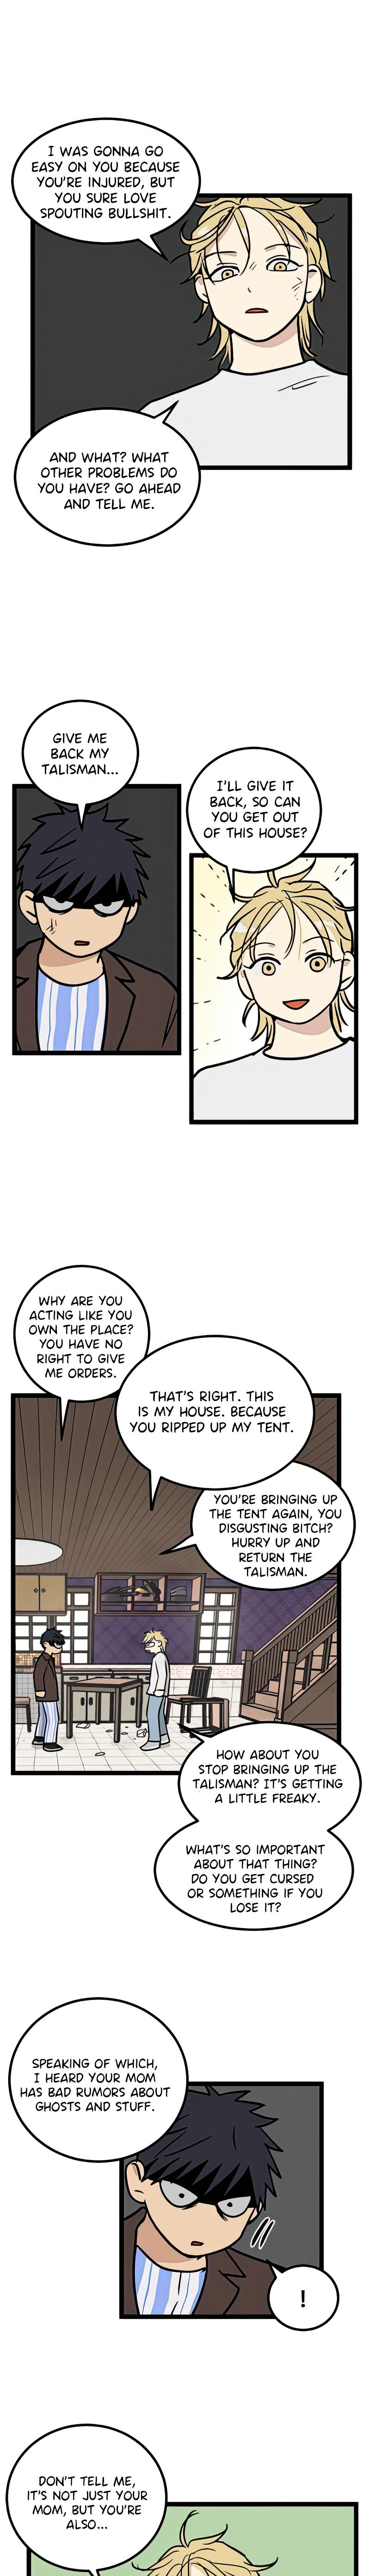 I WAS GONNA GO
EASY ON YOU BECAUSE
YOU'RE INJURED, BUT
YOU SURE LOVE
SPOUTING BULLSHIT.
AND WHAT? WHAT
OTHER PROBLEMS DO
YOU HAVE? GO AHEAD
AND TELL ME.
GIVE ME
BACK MY
TALISMAN...
I'LL GIVE IT
BACK, SO CAN
YOU GET OUT
OF THIS HOUSE?
WHY ARE YOU
ACTING LIKE YOU
OWN THE PLACE?
YOU HAVE NO
RIGHT TO GIVE
ME ORDERS.
THAT'S RIGHT. THIS
IS MY HOUSE. BECAUSE
YOU RIPPED UP MY TENT.
YOU'RE BRINGING UP
THE TENT AGAIN, YOU
DISGUSTING BITCH?
HURRY UP AND
RETURN THE
TALISMAN.
HOW ABOUT YOU
STOP BRINGING UP THE
TALISMAN? IT'S GETTING
A LITTLE FREAKY.
WHAT'S SO IMPORTANT
ABOUT THAT THING?
DO YOU GET CURSED
OR SOMETHING IF YOU
LOSE IT?
SPEAKING OF WHICH,
I HEARD YOUR MOM
HAS BAD RUMORS ABOUT
GHOSTS AND STUFF.
!
DON'T TELL ME,
IT'S NOT JUST YOUR
MOM, BUT YOU'RE
ALSO...